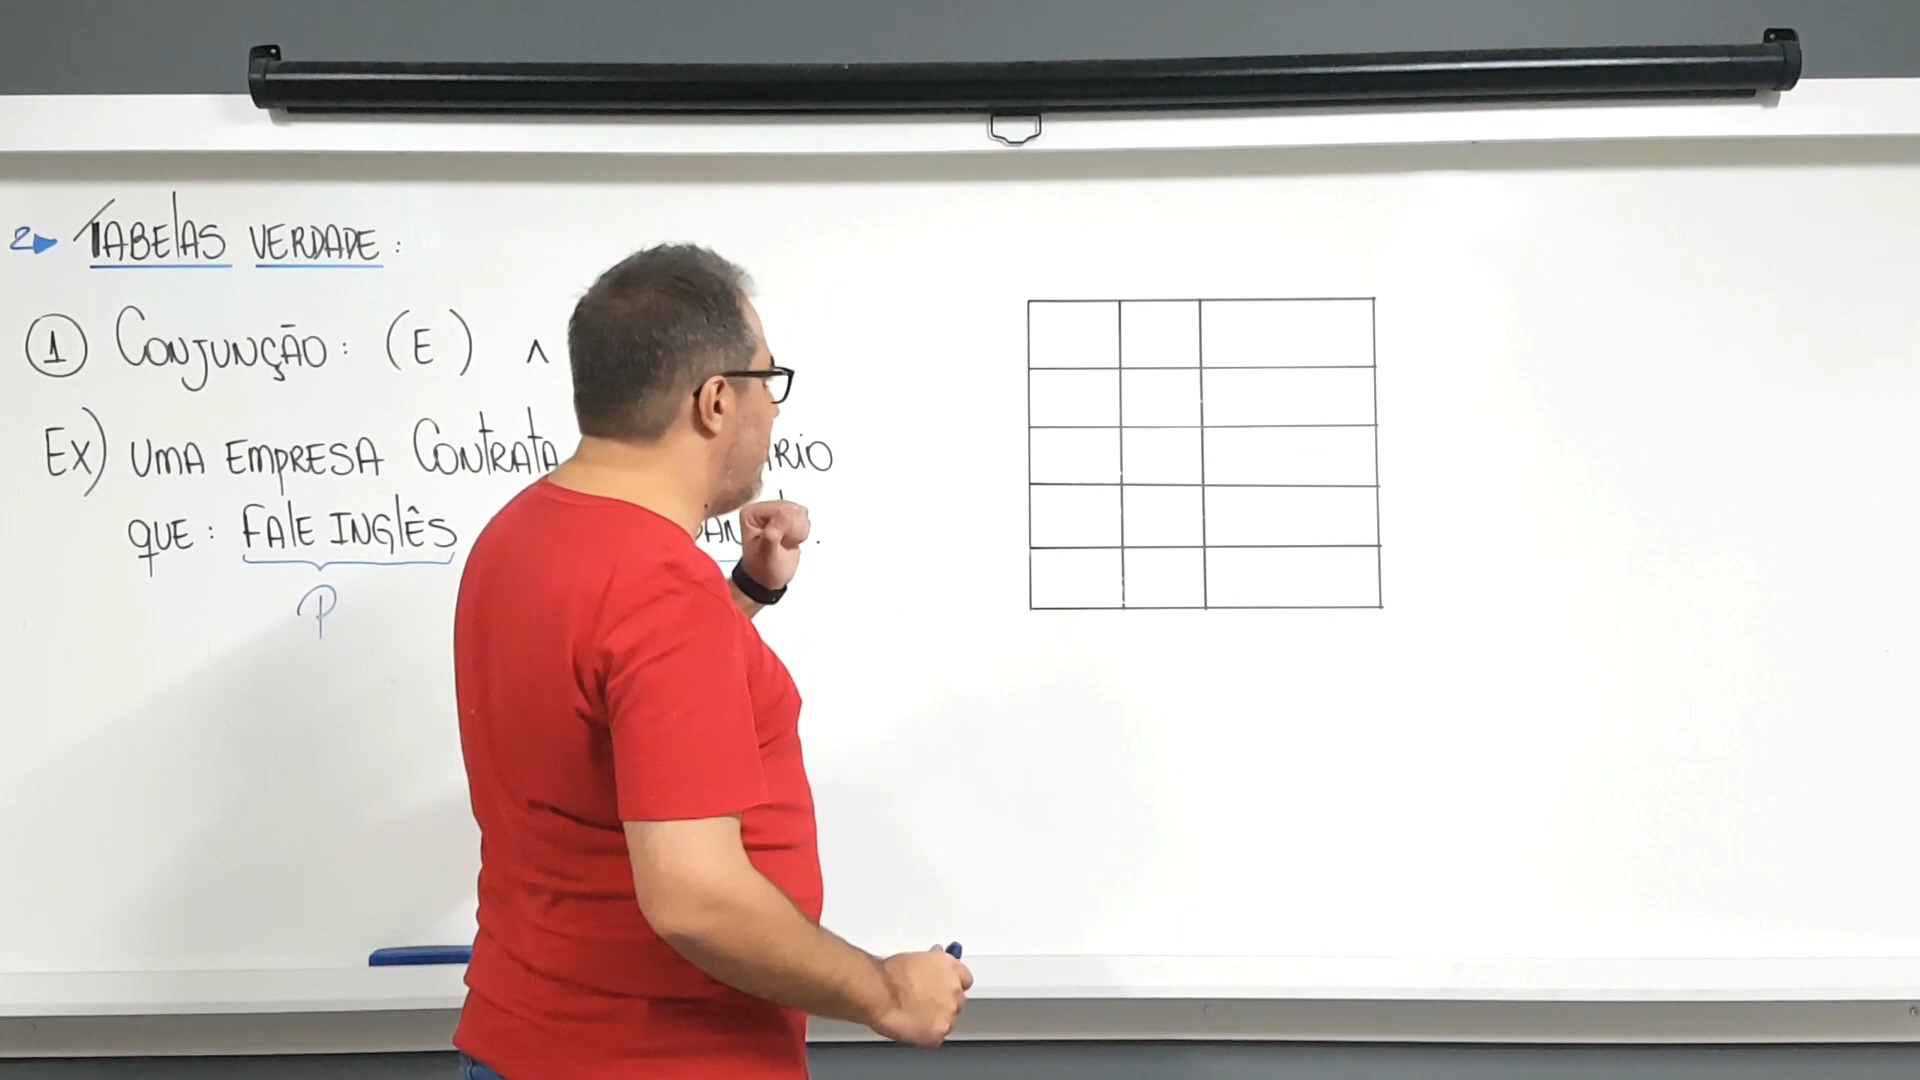 2► TABELAS VERDADE:
① CONJUNÇÃO: (E) ∧
EX) UMA EMPRESA CONTRATA
QUE: FALE INGLÊS
P